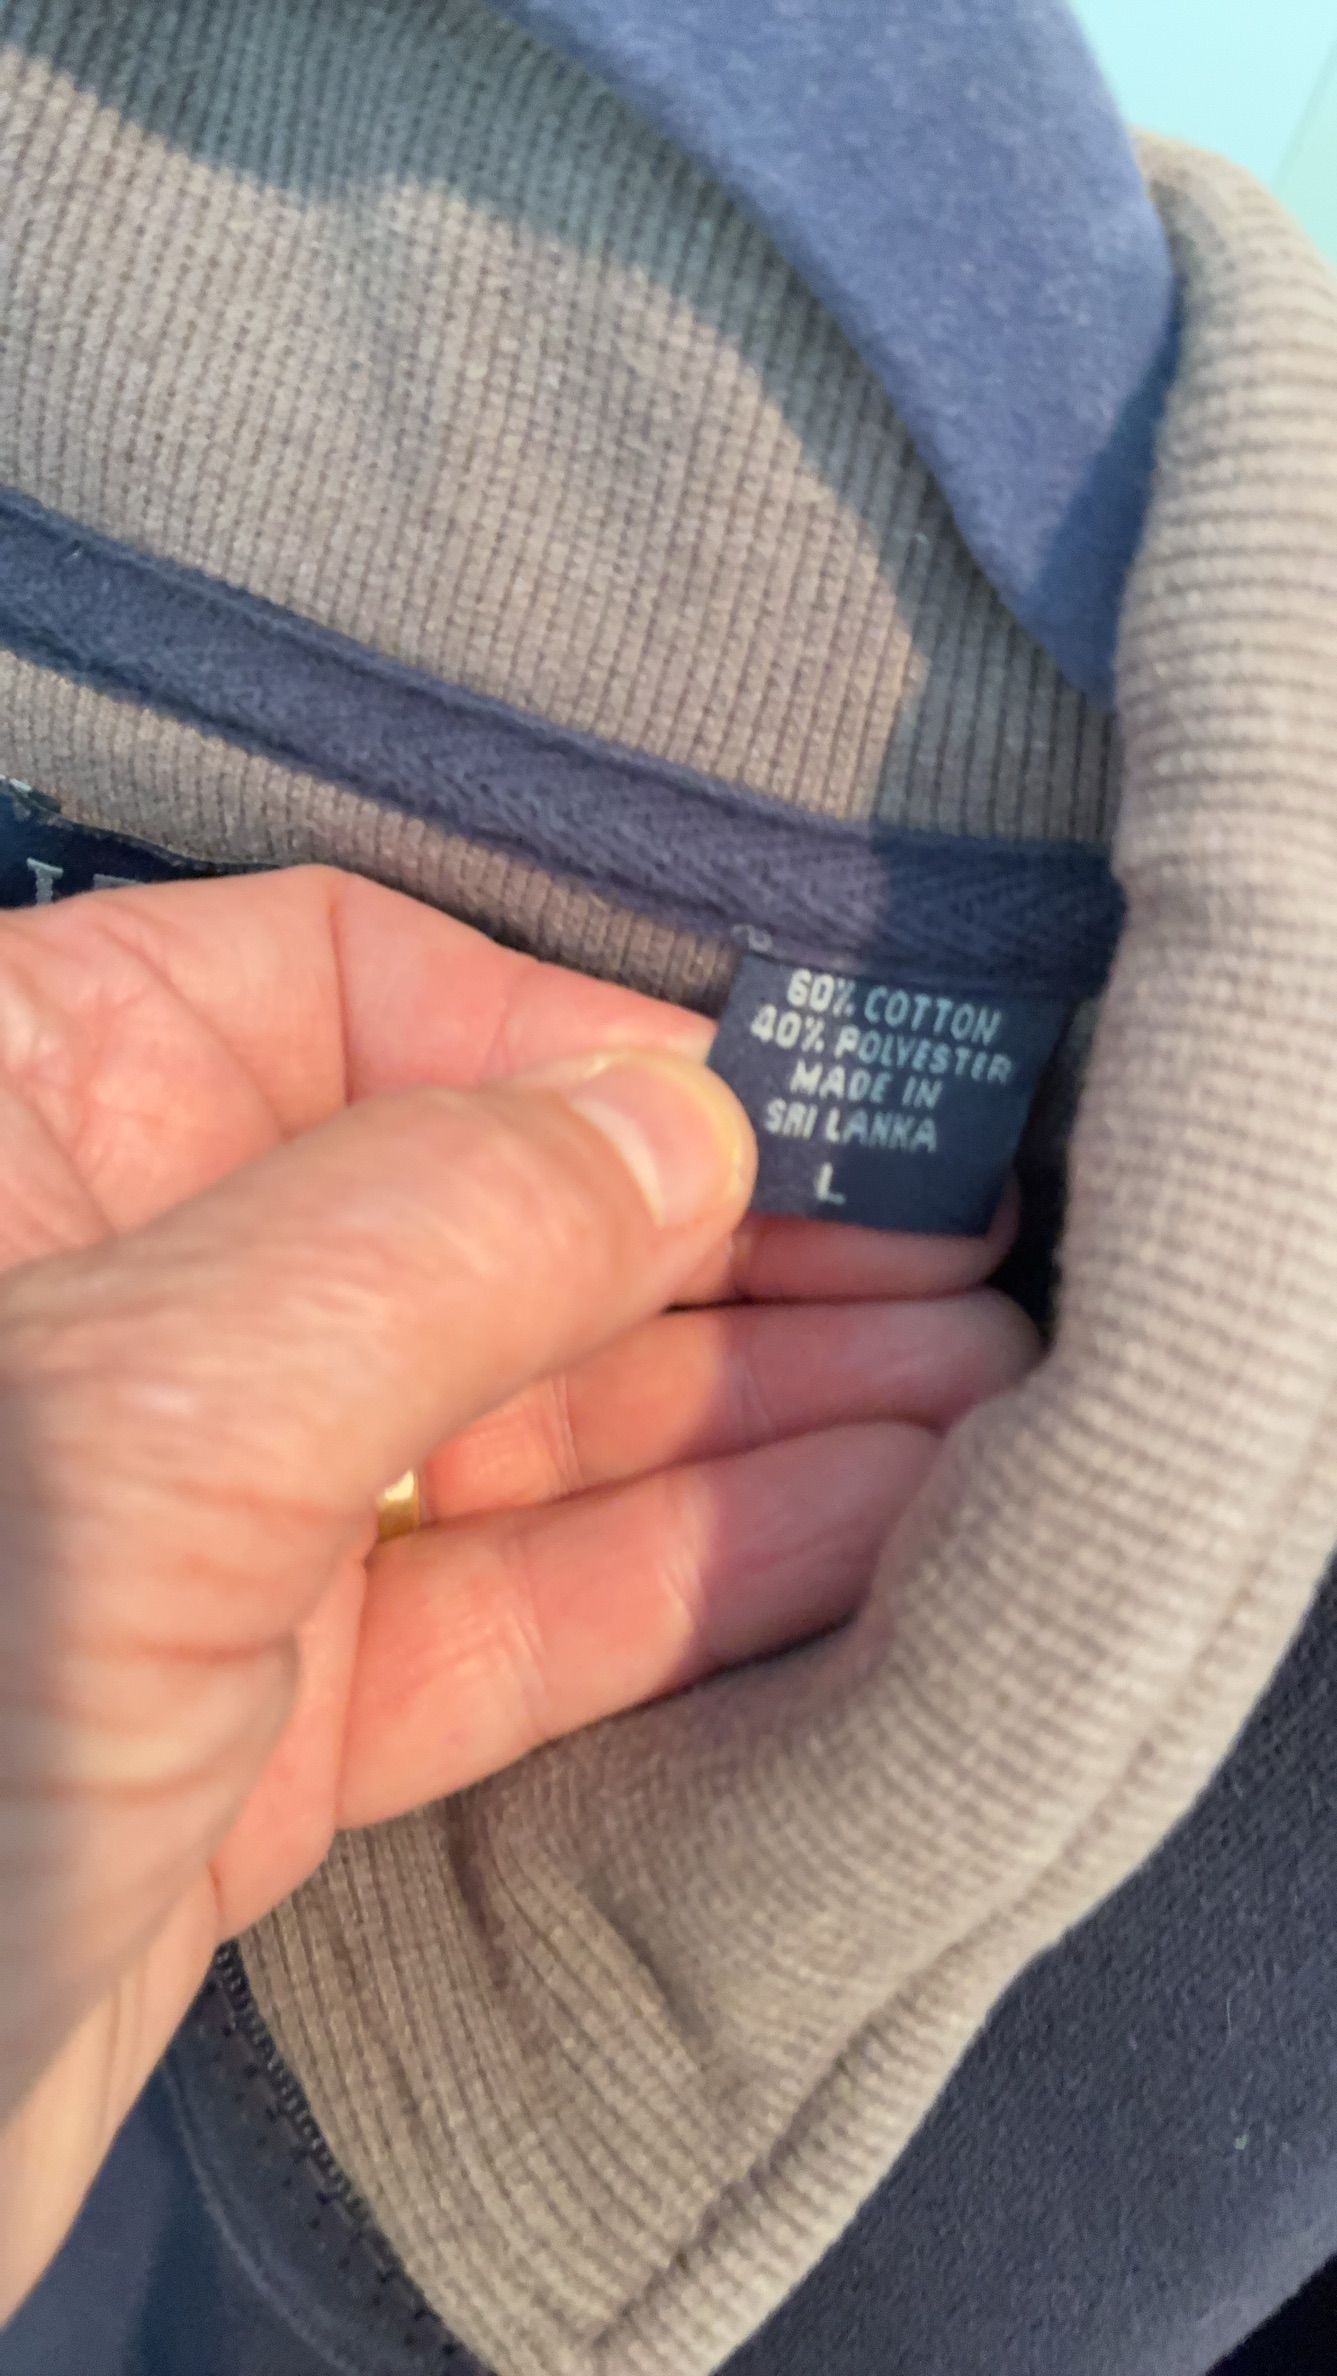 60% COTTON
40% POLYESTER
MADE IN
SRI LANKA
L